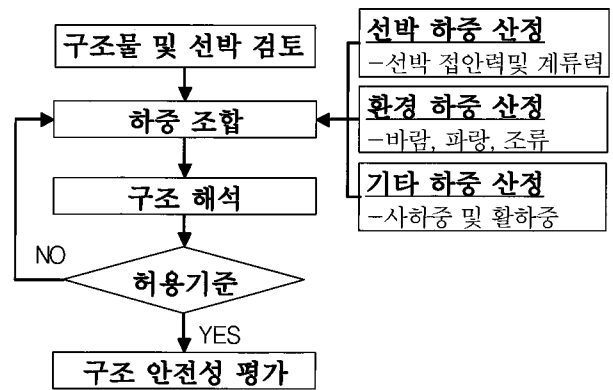 구조물 및 선박 검토
선박 하중 산정
-선박 접안력및 계류력
하중 조합
환경 하중 산정
-바람, 파랑, 조류
구조 해석
기타 하중 산정
-사하중 및 활하중
NO
허용기준
YES
구조 안전성 평가